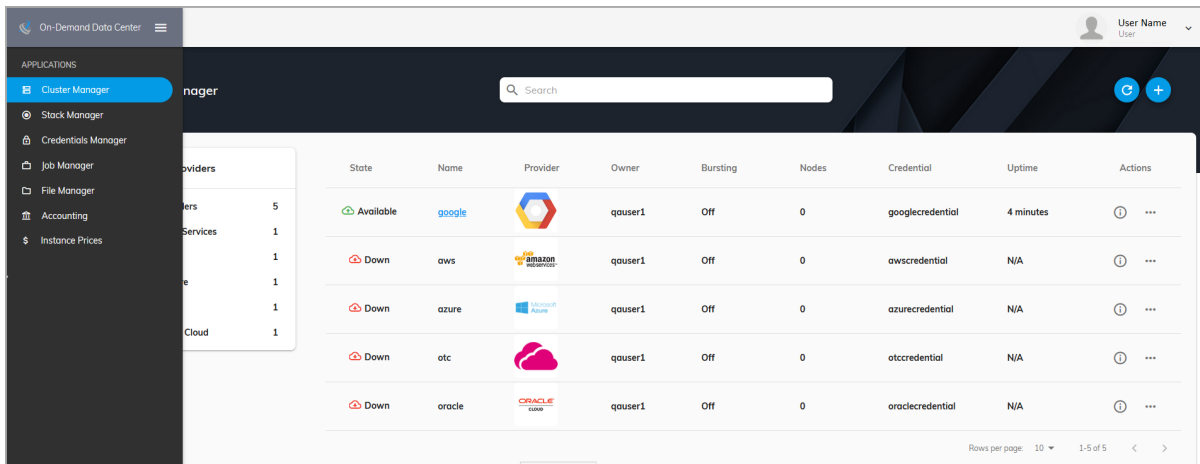 On-Demand Data Center
User Name
User
APPLICATIONS
Cluster Manager
Stack Manager
Credentials Manager
Job Manager
File Manager
Accounting
$ Instance Prices
nager
Search
oviders
ders 5
Services 1
1
re 1
1
Cloud 1
State Name Provider Owner Bursting Nodes Credential Uptime Actions
Available google qauser1 Off 0 googlecredential 4 minutes
Down aws amazon webservices qauser1 Off 0 awscredential N/A
Down azure Microsoft Azure qauser1 Off 0 azurecredential N/A
Down otc qauser1 Off 0 otccredential N/A
Down oracle ORACLE CLOUD qauser1 Off 0 oraclecredential N/A
Rows per page: 10 1-5 of 5